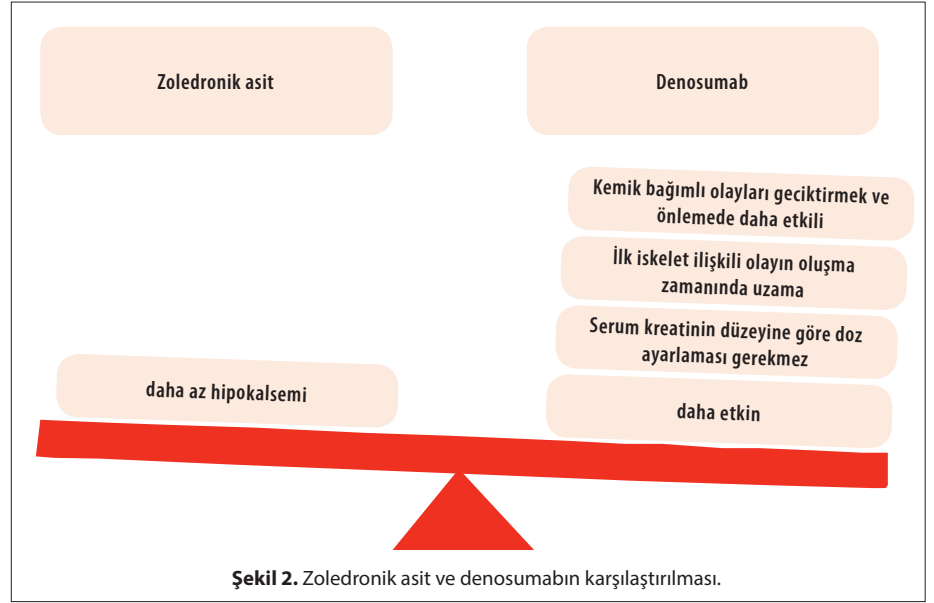 Zoledronik asit
Denosumab
Kemik bağımlı olayları geciktirmek ve
önlemede daha etkili
İlk iskelet ilişkili olayın oluşma
zamanında uzama
Serum kreatinin düzeyine göre doz
ayarlaması gerekmez
daha az hipokalsemi
daha etkin
Şekil 2. Zoledronik asit ve denosumabın karşılaştırılması.